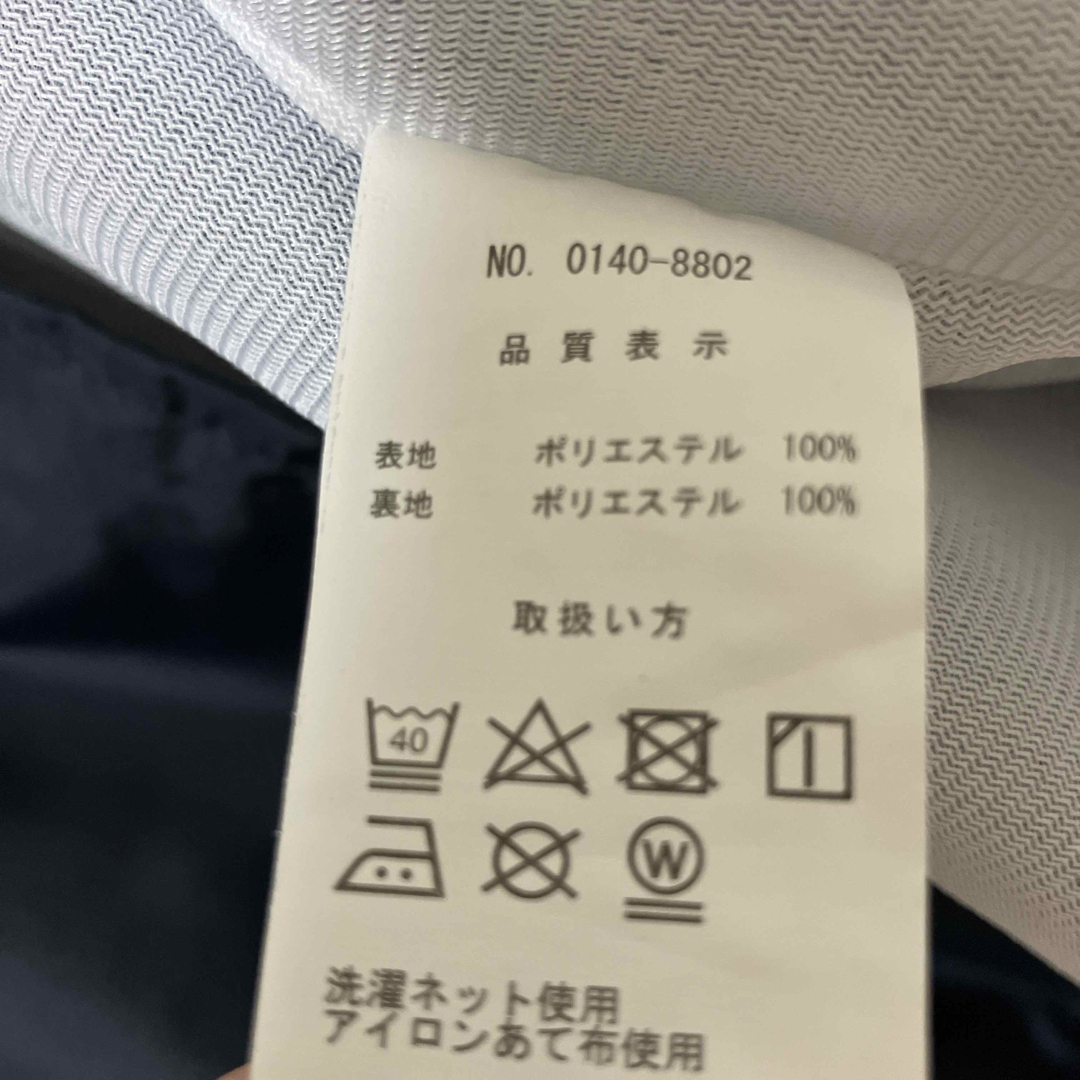 NO. 0140-8802
品質表示
表地 ポリエステル 100%
裏地 ポリエステル 100%
取扱い方
40
W
洗濯ネット使用
アイロンあて布使用